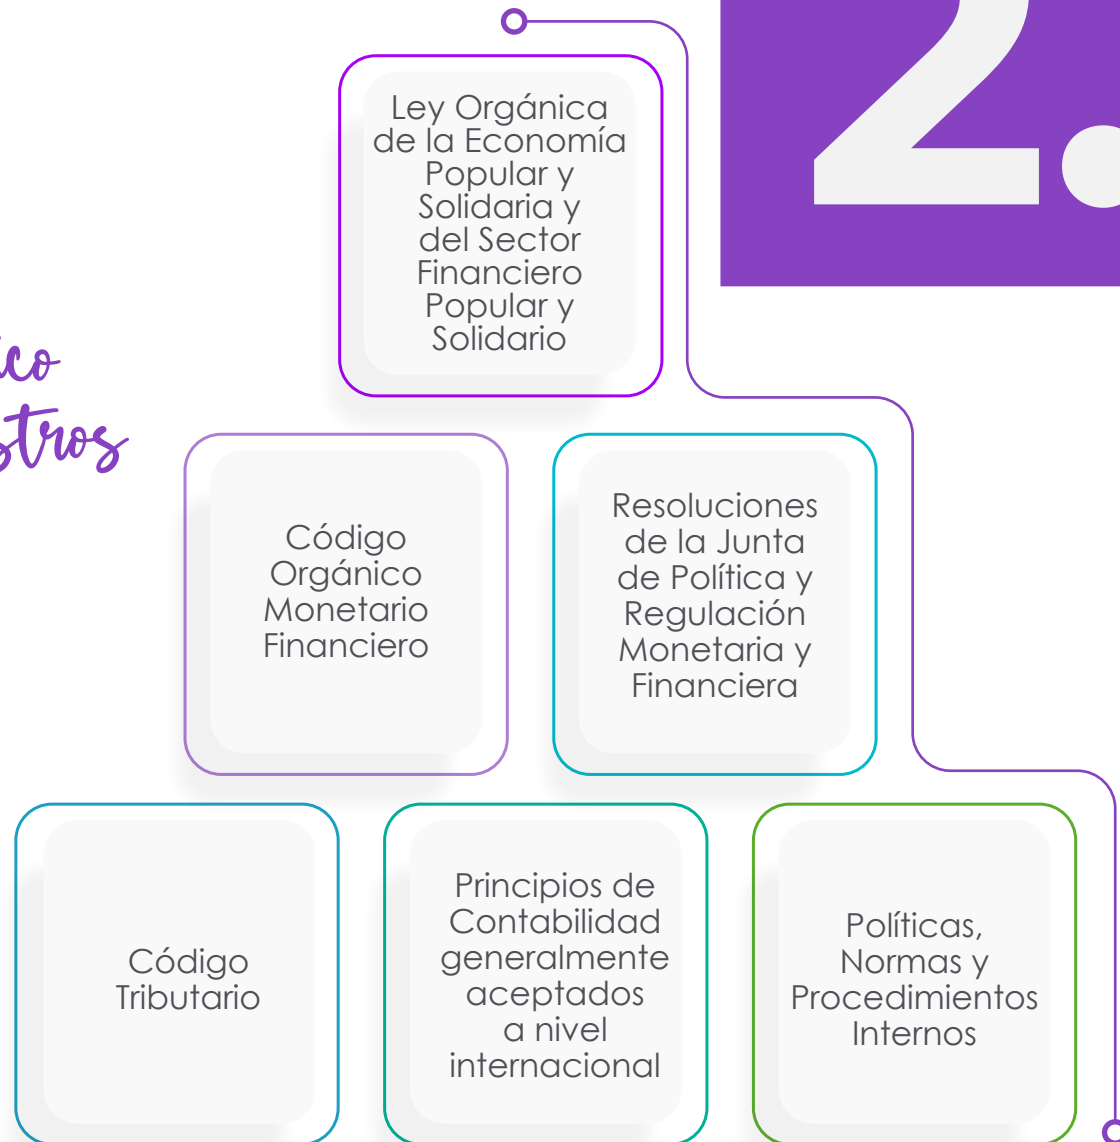 2.
Ley Orgánica
de la Economía
Popular y
Solidaria y
del Sector
Financiero
Popular y
Solidario
Código
Orgánico
Monetario
Financiero
Resoluciones
de la Junta
de Política y
Regulación
Monetaria y
Financiera
Código
Tributario
Principios de
Contabilidad
generalmente
aceptados
a nivel
internacional
Políticas,
Normas y
Procedimientos
Internos